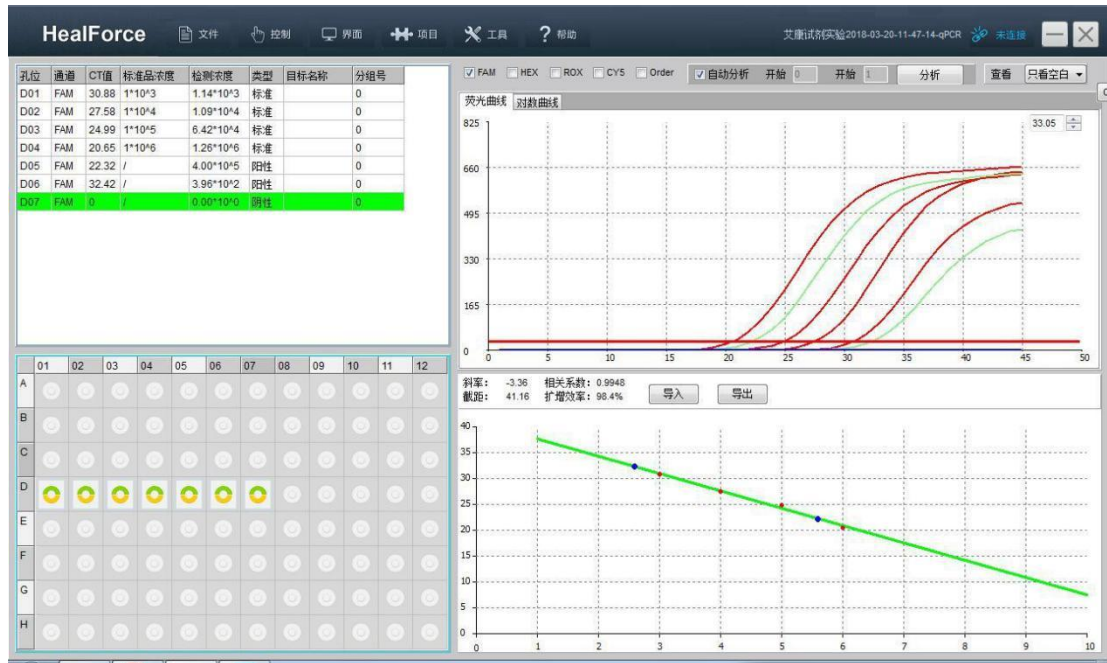 HealForce 文件 控制 界面 项目 工具 ? 帮助 艾康试剂实验2018-03-20-11-47-14-qPCR 未连接
孔位 通道 CT值 标准品浓度 检测浓度 类型 目标名称 分组号
D01 FAM 30.88 1*10^3 1.14*10^3 标准 0
D02 FAM 27.58 1*10^4 1.09*10^4 标准 0
D03 FAM 24.99 1*10^5 6.42*10^4 标准 0
D04 FAM 20.65 1*10^6 1.26*10^6 标准 0
D05 FAM 22.32 / 4.00*10^5 阳性 0
D06 FAM 32.42 / 3.96*10^2 阳性 0
D07 FAM 0 / 0.00*10^0 阴性 0
FAM HEX ROX CY5 Order 自动分析 开始 0 开始 1 分析 查看 只看空白
荧光曲线 对数曲线
825 33.05
660
495
330
165
0
0 5 10 15 20 25 30 35 40 45 50
01 02 03 04 05 06 07 08 09 10 11 12
A
B
C
D
E
F
G
H
斜率: -3.36 相关系数: 0.9948 导入 导出
截距: 41.16 扩增效率: 98.4%
40
35
30
25
20
15
10
5
0
0 1 2 3 4 5 6 7 8 9 10